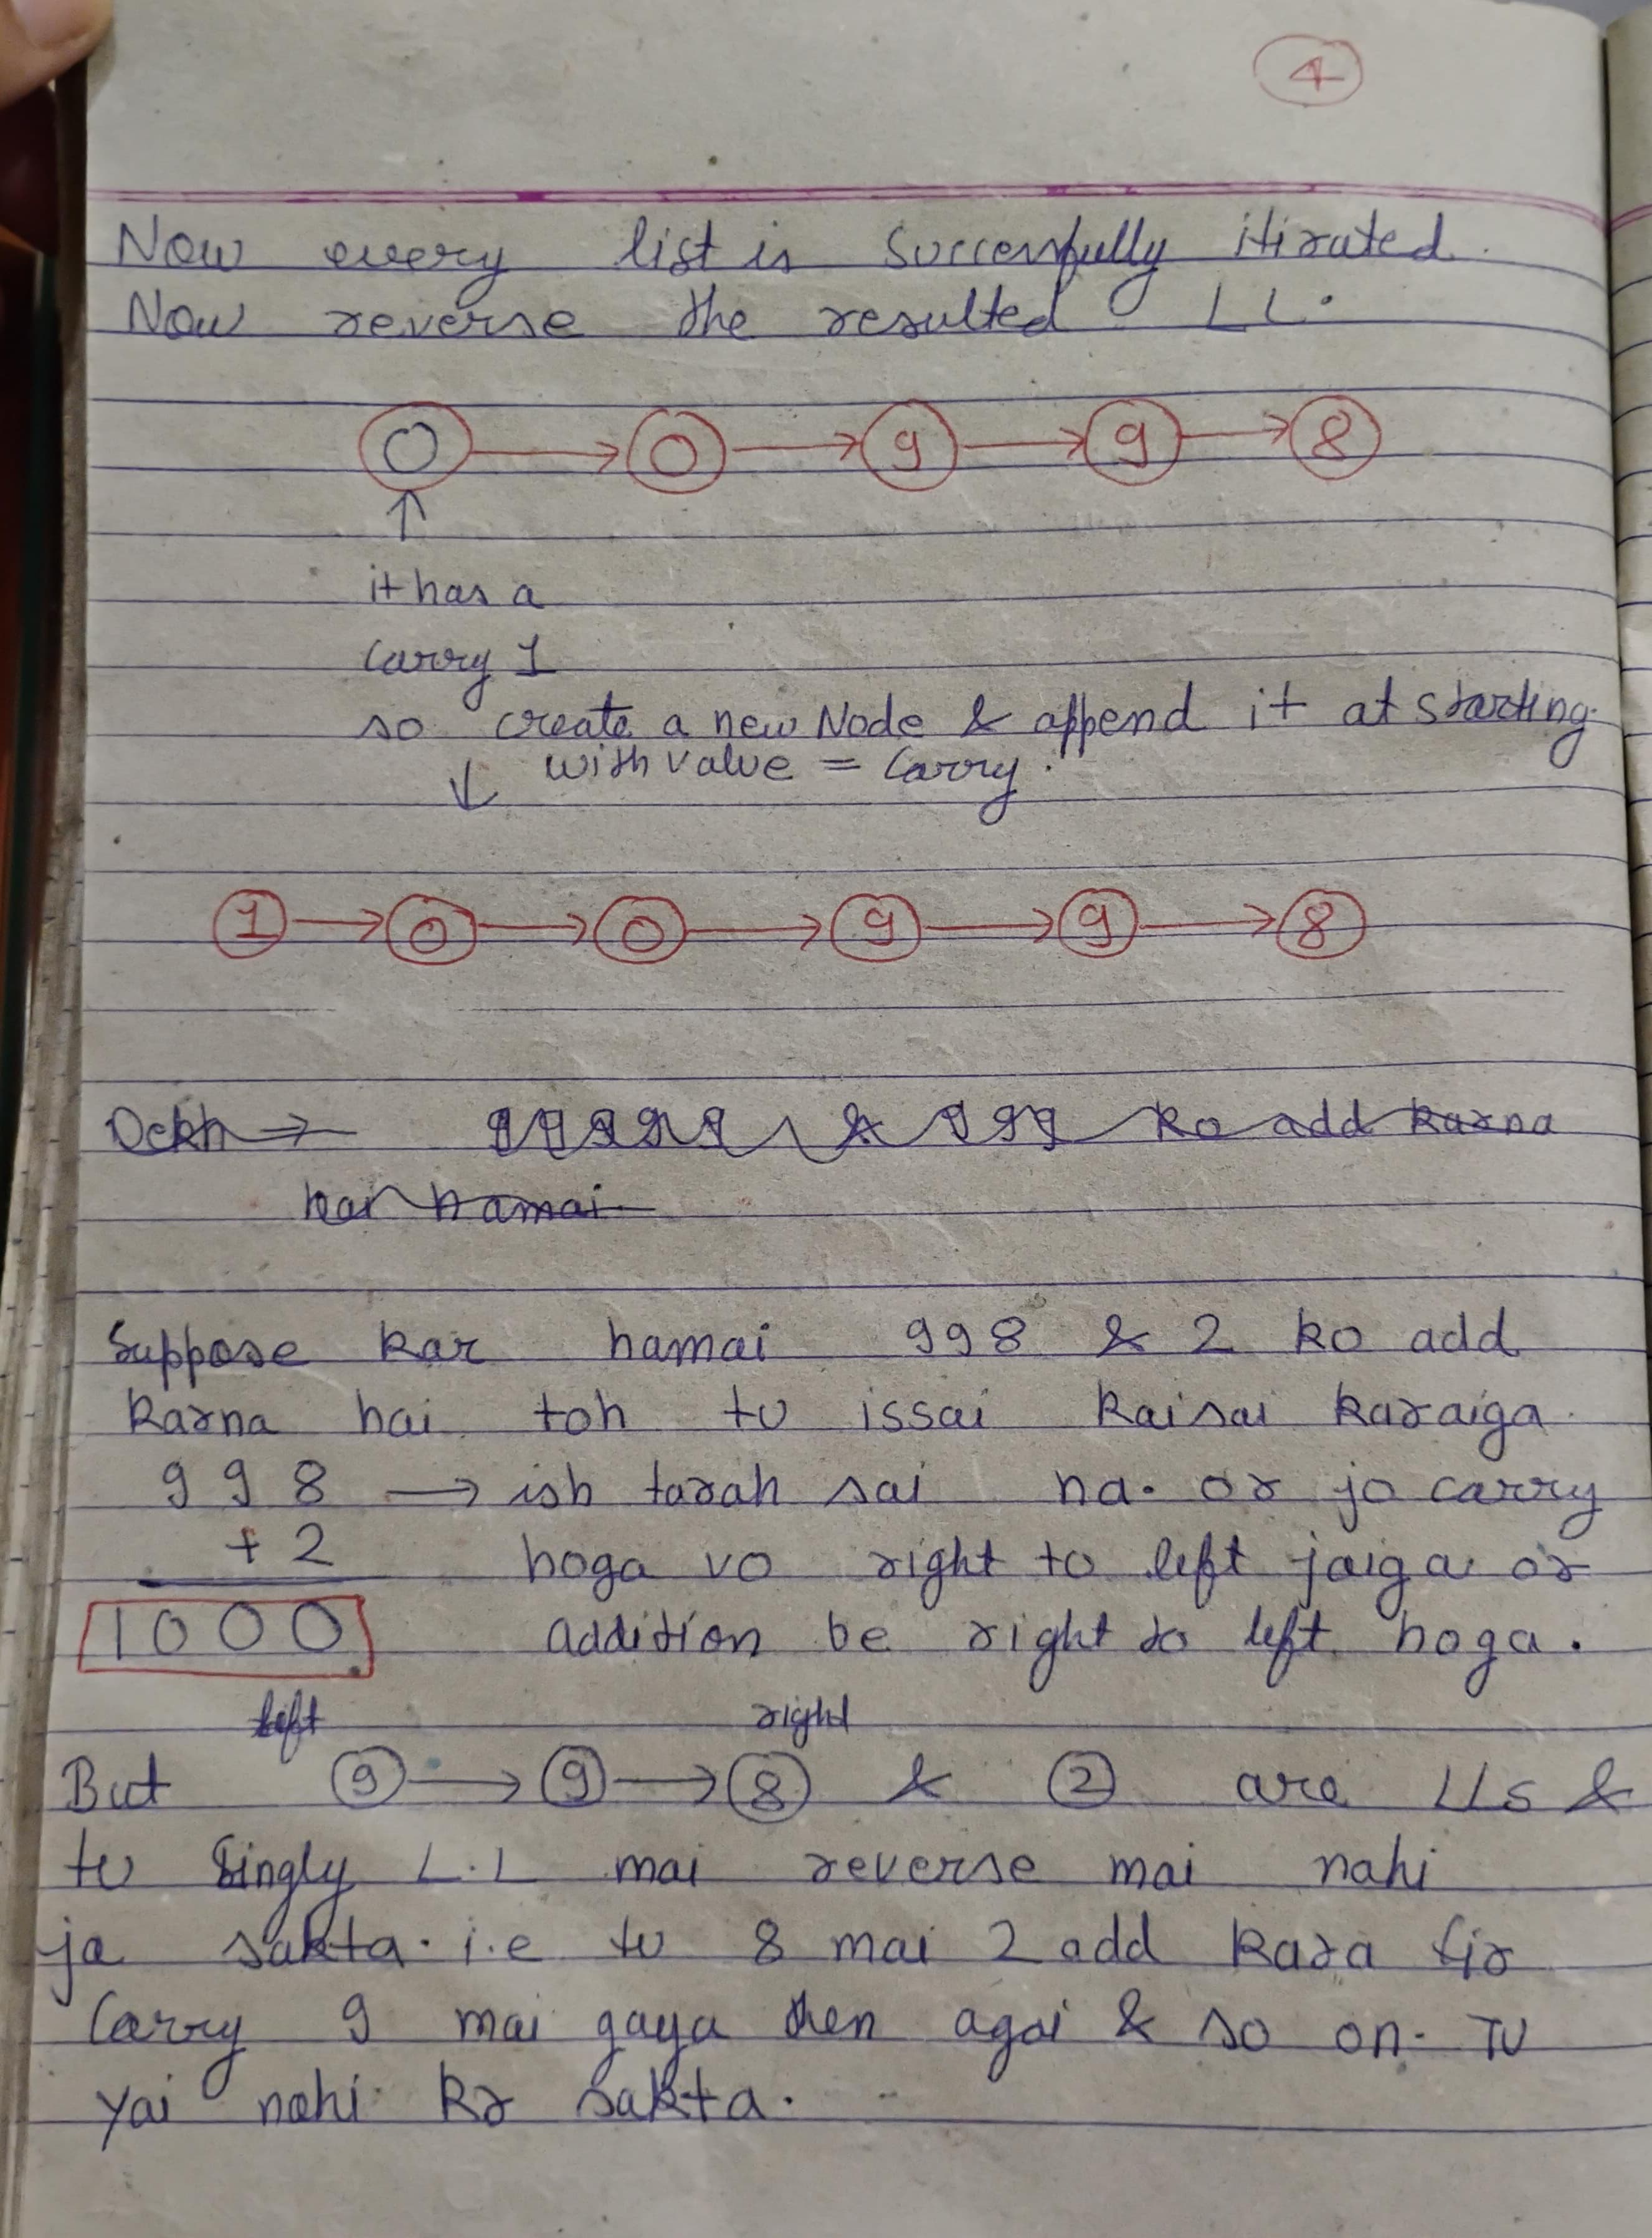 4
Now every list is Successfully itirated.
Now reverse the resulted LL.
0 → 0 → 9 → 9 → 8
↑
it has a
Carry 1
so create a new Node & append it at starting.
↓ with value = Carry.
1 → 0 → 0 → 9 → 9 → 8
Dekh → 99999 & 999 ko add karna
hai hamai
Suppose kar hamai 998 & 2 ko add
karna hai toh tu issai kaisai karaiga.
998 → ish tarah sai na. or jo carry
+2 hoga vo right to left jaiga or
1000 addition be right to left hoga.
left right
But 9 → 9 → 8 & 2 are LLs &
tu Singly L.L mai reverse mai nahi
ja sakta. i.e tu 8 mai 2 add kara fir
Carry 9 mai gaya then agai & so on. Tu
Yai nahi kr sakta.